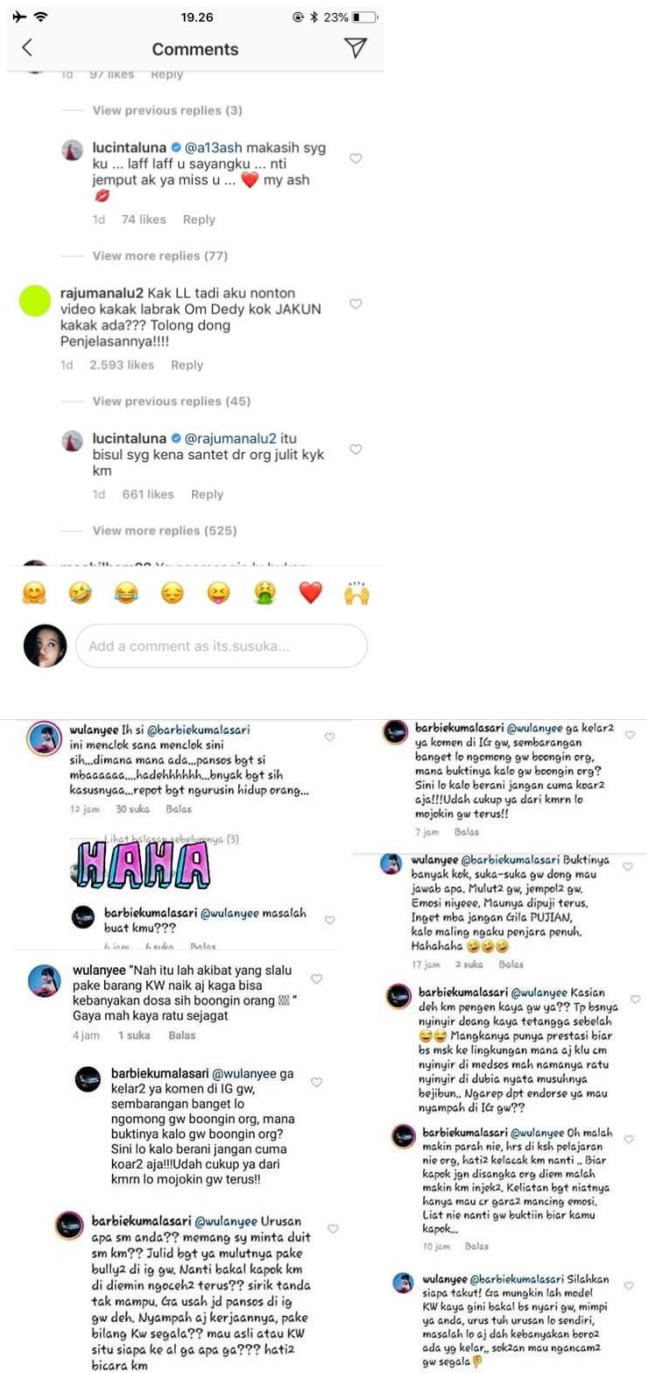 19.26
23%
Comments
1d 97 likes Reply
View previous replies (3)
lucintaluna @a13ash makasih syg
ku ... laff laff u sayangku ... nti
jemput ak ya miss u ... ❤️ my ash
💋
1d 74 likes Reply
View more replies (77)
rajumanalu2 Kak LL tadi aku nonton
video kakak labrak Om Dedy kok JAKUN
kakak ada??? Tolong dong
Penjelasannya!!!!
1d 2.593 likes Reply
View previous replies (45)
lucintaluna @rajumanalu2 itu
bisul syg kena santet dr org julit kyk
km
1d 661 likes Reply
View more replies (525)
Add a comment as its.susuka...
wulanyee Ih si @barbiekumalasari
ini menclok sana menclok sini
sih...dimana mana ada...pansos bgt si
mbaaaaaa....hadehhhhhh...bnyak bgt sih
kasusnyaa...repot bgt ngurusin hidup orang...
12 jam 30 suka Balas
Lihat balasan sebelumnya (3)
HAHA
barbiekumalasari @wulanyee masalah
buat kmu???
6 jam 6 suka Balas
wulanyee "Nah itu lah akibat yang slalu
pake barang KW naik aj kaga bisa
kebanyakan dosa sih boongin orang "
Gaya mah kaya ratu sejagat
4 jam 1 suka Balas
barbiekumalasari @wulanyee ga
kelar2 ya komen di IG gw,
sembarangan banget lo
ngomong gw boongin org, mana
buktinya kalo gw boongin org?
Sini lo kalo berani jangan cuma
koar2 aja!!!Udah cukup ya dari
kmrn lo mojokin gw terus!!
barbiekumalasari @wulanyee Urusan
apa sm anda?? memang sy minta duit
sm km?? Julid bgt ya mulutnya pake
bully2 di ig gw. Nanti bakal kapok km
di diemin ngoceh2 terus?? sirik tanda
tak mampu. Ga usah jd pansos di ig
gw deh. Nyampah aj kerjaannya, pake
bilang Kw segala?? mau asli atau KW
situ siapa ke al ga apa ga??? hati2
bicara km
barbiekumalasari @wulanyee ga kelar2
ya komen di IG gw, sembarangan
banget lo ngomong gw boongin org,
mana buktinya kalo gw boongin org?
Sini lo kalo berani jangan cuma koar2
aja!!!Udah cukup ya dari kmrn lo
mojokin gw terus!!
7 jam Balas
wulanyee @barbiekumalasari Buktinya
banyak kok, suka-suka gw dong mau
jawab apa. Mulut2 gw, jempol2 gw.
Emosi niyeee. Maunya dipuji terus.
Inget mba jangan Gila PUJIAN,
kalo maling ngaku penjara penuh.
Hahahaha 🤣🤣🤣
17 jam 2 suka Balas
barbiekumalasari @wulanyee Kasian
deh km pengen kaya gw ya?? Tp bsnya
nyinyir doang kaya tetangga sebelah
😅😅 Mangkanya punya prestasi biar
bs msk ke lingkungan mana aj klu cm
nyinyir di medsos mah namanya ratu
nyinyir di dubia nyata musuhnya
bejibun.. Ngarep dpt endorse ya mau
nyampah di IG gw??
barbiekumalasari @wulanyee Oh malah
makin parah nie, hrs di ksh pelajaran
nie org, hati2 kelacak km nanti .. Biar
kapok jgn disangka org diem malah
makin km injek2. Keliatan bgt niatnya
hanya mau cr gara2 mancing emosi.
Liat nie nanti gw buktiin biar kamu
kapok...
10 jam Balas
wulanyee @barbiekumalasari Silahkan
siapa takut! Ga mungkin lah model
KW kaya gini bakal bs nyari gw, mimpi
ya anda, urus tuh urusan lo sendiri,
masalah lo aj dah kebanyakan boro2
ada yg kelar,, sok2an mau ngancam2
gw segala